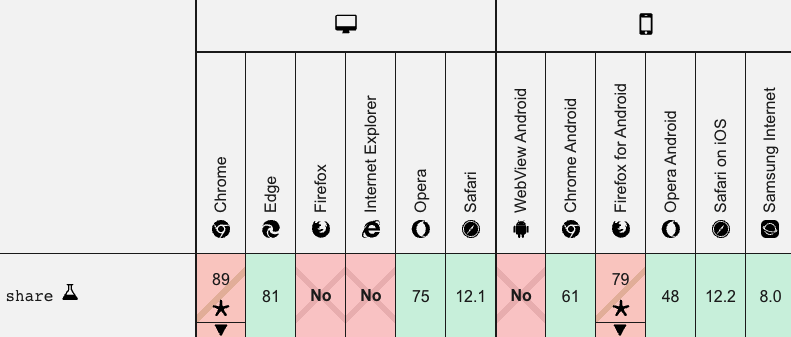 Chrome
Edge
Firefox
Internet Explorer
Opera
Safari
WebView Android
Chrome Android
Firefox for Android
Opera Android
Safari on iOS
Samsung Internet
share 89 81 No No 75 12.1 No 61 79 48 12.2 8.0